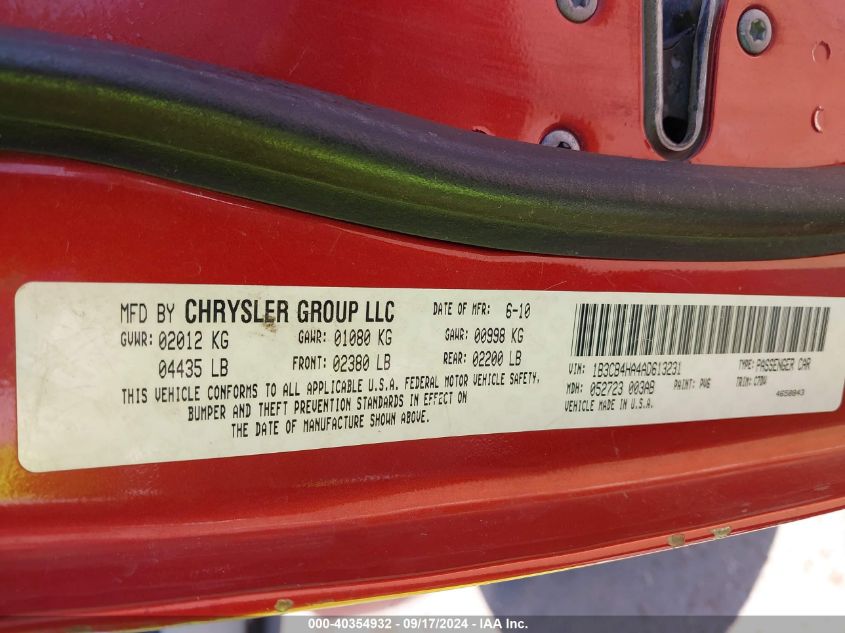 MFD BY CHRYSLER GROUP LLC DATE OF MFR: 6-10
GVWR: 02012 KG GAWR: 01080 KG GAWR: 00998 KG
04435 LB FRONT: 02380 LB REAR: 02200 LB
THIS VEHICLE CONFORMS TO ALL APPLICABLE U.S.A. FEDERAL MOTOR VEHICLE SAFETY,
BUMPER AND THEFT PREVENTION STANDARDS IN EFFECT ON
THE DATE OF MANUFACTURE SHOWN ABOVE.
VIN: 1B3CB4HA4AD613231 TYPE: PASSENGER CAR
MDH: 052723 003AB PAINT: PV6 TRIM: C7DV
VEHICLE MADE IN U.S.A. 4650843
000-40354932 - 09/17/2024 - IAA Inc.